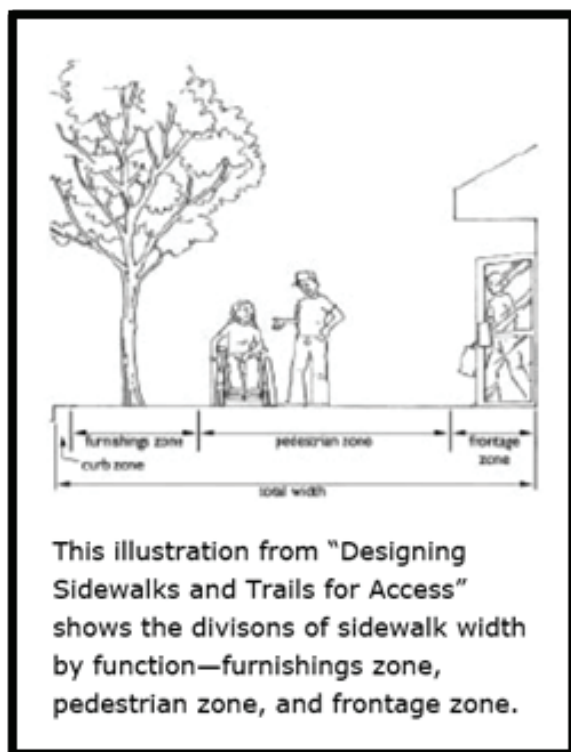 furnishings zone
pedestrian zone
frontage
zone
curb zone
total width
This illustration from “Designing
Sidewalks and Trails for Access”
shows the divisons of sidewalk width
by function—furnishings zone,
pedestrian zone, and frontage zone.